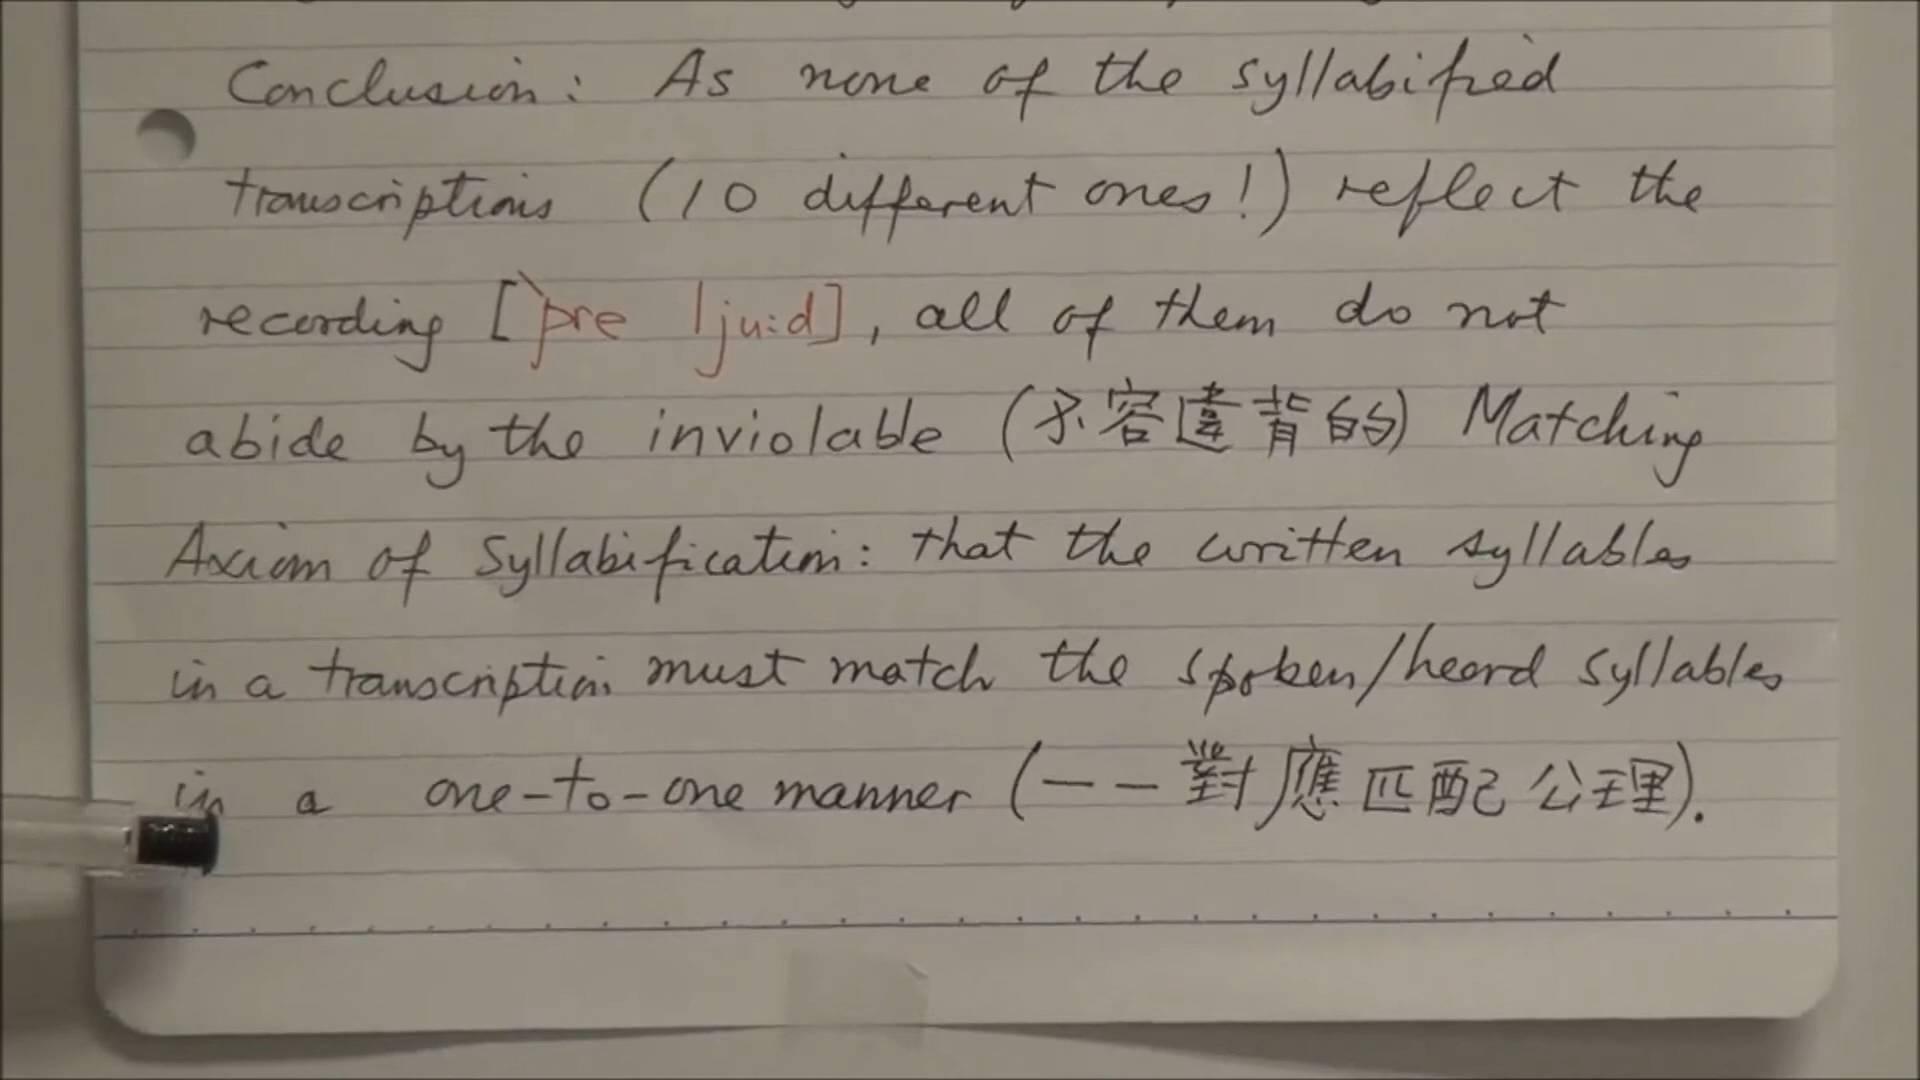 Conclusion: As none of the syllabified
transcriptions (10 different ones!) reflect the
recording [`pre ljuːd], all of them do not
abide by the inviolable (不容違背的) Matching
Axiom of Syllabification: that the written syllables
in a transcription must match the spoken/heard syllables
in a one-to-one manner (一一對應匹配公理).